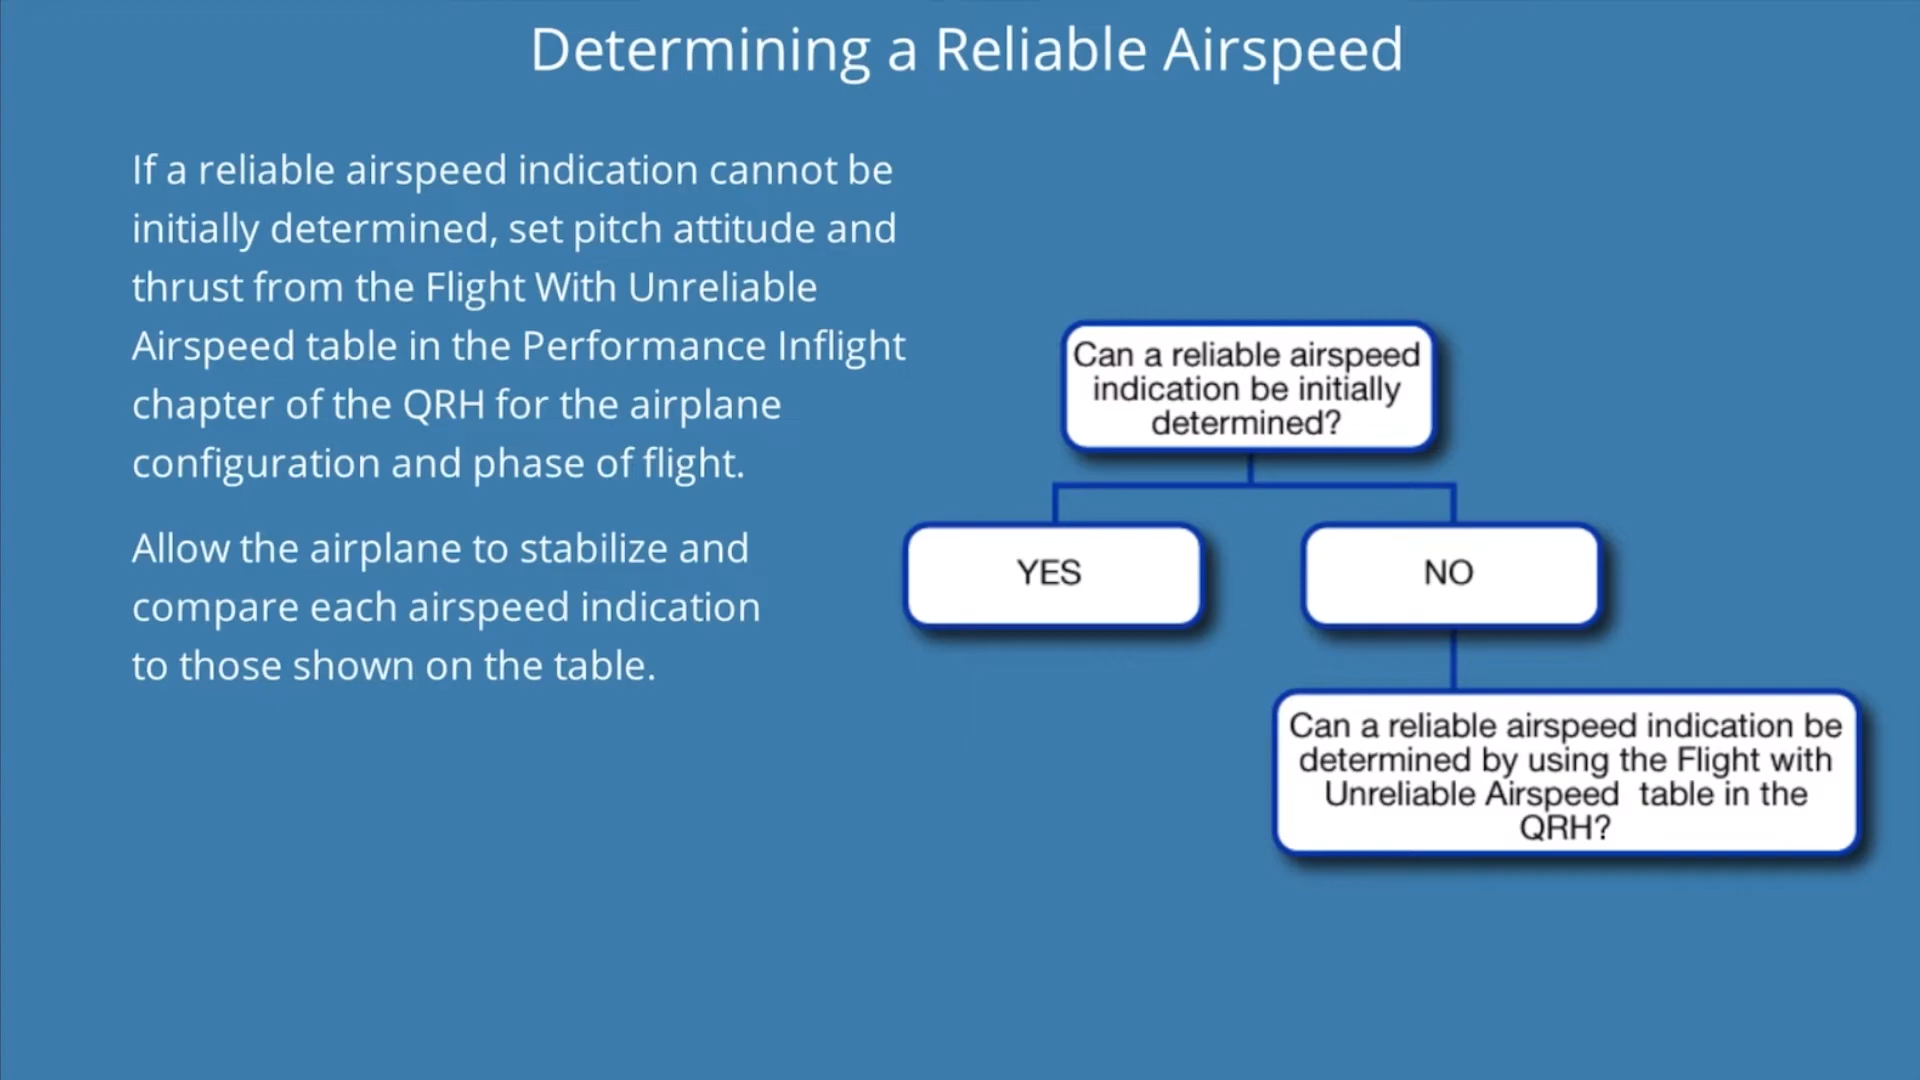 Determining a Reliable Airspeed
If a reliable airspeed indication cannot be
initially determined, set pitch attitude and
thrust from the Flight With Unreliable
Airspeed table in the Performance Inflight
chapter of the QRH for the airplane
configuration and phase of flight.
Allow the airplane to stabilize and
compare each airspeed indication
to those shown on the table.
Can a reliable airspeed
indication be initially
determined?
YES
NO
Can a reliable airspeed indication be
determined by using the Flight with
Unreliable Airspeed table in the
QRH?